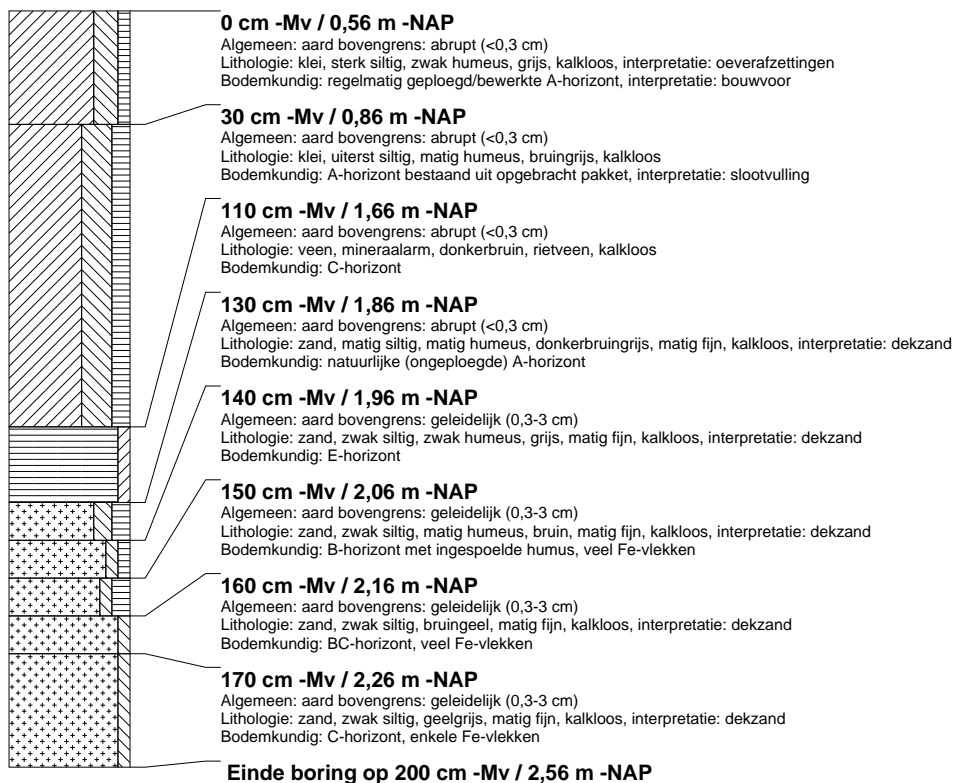 0 cm -Mv / 0,56 m -NAP
Algemeen: aard bovengrens: abrupt (<0,3 cm)
Lithologie: klei, sterk siltig, zwak humeus, grijs, kalkloos, interpretatie: oeverafzettingen
Bodemkundig: regelmatig geploegd/bewerkte A-horizont, interpretatie: bouwvoor
30 cm -Mv / 0,86 m -NAP
Algemeen: aard bovengrens: abrupt (<0,3 cm)
Lithologie: klei, uiterst siltig, matig humeus, bruingrijs, kalkloos
Bodemkundig: A-horizont bestaand uit opgebracht pakket, interpretatie: slootvulling
110 cm -Mv / 1,66 m -NAP
Algemeen: aard bovengrens: abrupt (<0,3 cm)
Lithologie: veen, mineraalarm, donkerbruin, rietveen, kalkloos
Bodemkundig: C-horizont
130 cm -Mv / 1,86 m -NAP
Algemeen: aard bovengrens: abrupt (<0,3 cm)
Lithologie: zand, matig siltig, matig humeus, donkerbruingrijs, matig fijn, kalkloos, interpretatie: dekzand
Bodemkundig: natuurlijke (ongeploegde) A-horizont
140 cm -Mv / 1,96 m -NAP
Algemeen: aard bovengrens: geleidelijk (0,3-3 cm)
Lithologie: zand, zwak siltig, zwak humeus, grijs, matig fijn, kalkloos, interpretatie: dekzand
Bodemkundig: E-horizont
150 cm -Mv / 2,06 m -NAP
Algemeen: aard bovengrens: geleidelijk (0,3-3 cm)
Lithologie: zand, zwak siltig, matig humeus, bruin, matig fijn, kalkloos, interpretatie: dekzand
Bodemkundig: B-horizont met ingespoelde humus, veel Fe-vlekken
160 cm -Mv / 2,16 m -NAP
Algemeen: aard bovengrens: geleidelijk (0,3-3 cm)
Lithologie: zand, zwak siltig, bruingeel, matig fijn, kalkloos, interpretatie: dekzand
Bodemkundig: BC-horizont, veel Fe-vlekken
170 cm -Mv / 2,26 m -NAP
Algemeen: aard bovengrens: geleidelijk (0,3-3 cm)
Lithologie: zand, zwak siltig, geelgrijs, matig fijn, kalkloos, interpretatie: dekzand
Bodemkundig: C-horizont, enkele Fe-vlekken
Einde boring op 200 cm -Mv / 2,56 m -NAP